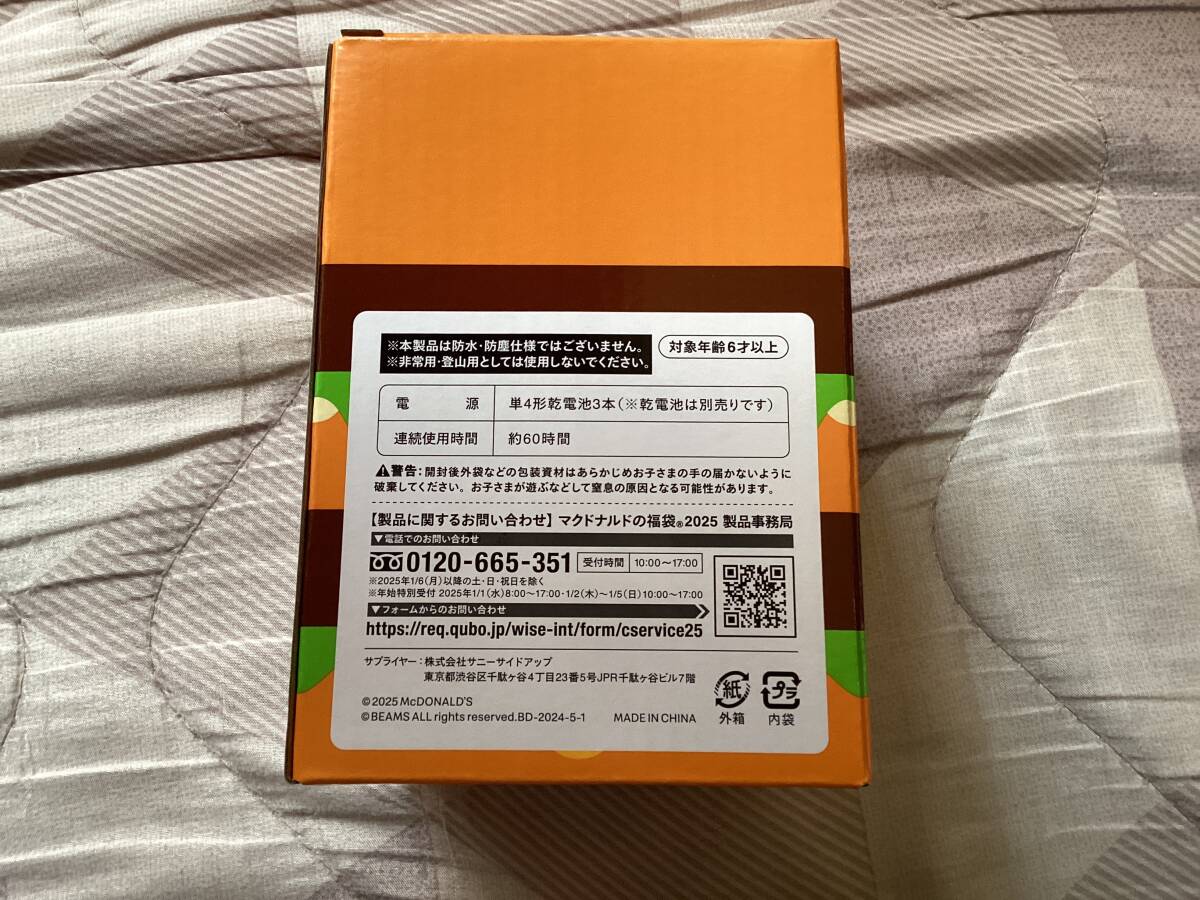 ※本製品は防水・防塵仕様ではございません。
※非常用・登山用としては使用しないでください。
対象年齢6才以上
電源 単4形乾電池3本(※乾電池は別売りです)
連続使用時間 約60時間
⚠警告:開封後外袋などの包装資材はあらかじめお子さまの手の届かないように
破棄してください。お子さまが遊ぶなどして窒息の原因となる可能性があります。
【製品に関するお問い合わせ】マクドナルドの福袋®2025 製品事務局
▼電話でのお問い合わせ
0120-665-351 受付時間 10:00〜17:00
※2025年1/6(月)以降の土・日・祝日を除く
※年始特別受付 2025年1/1(水)8:00〜17:00・1/2(木)〜1/5(日)10:00〜17:00
▼フォームからのお問い合わせ
https://req.qubo.jp/wise-int/form/cservice25
サプライヤー:株式会社サニーサイドアップ
東京都渋谷区千駄ヶ谷4丁目23番5号JPR千駄ヶ谷ビル7階
紙
外箱
プラ
内袋
©2025 McDONALD'S
©BEAMS ALL rights reserved.BD-2024-5-1 MADE IN CHINA